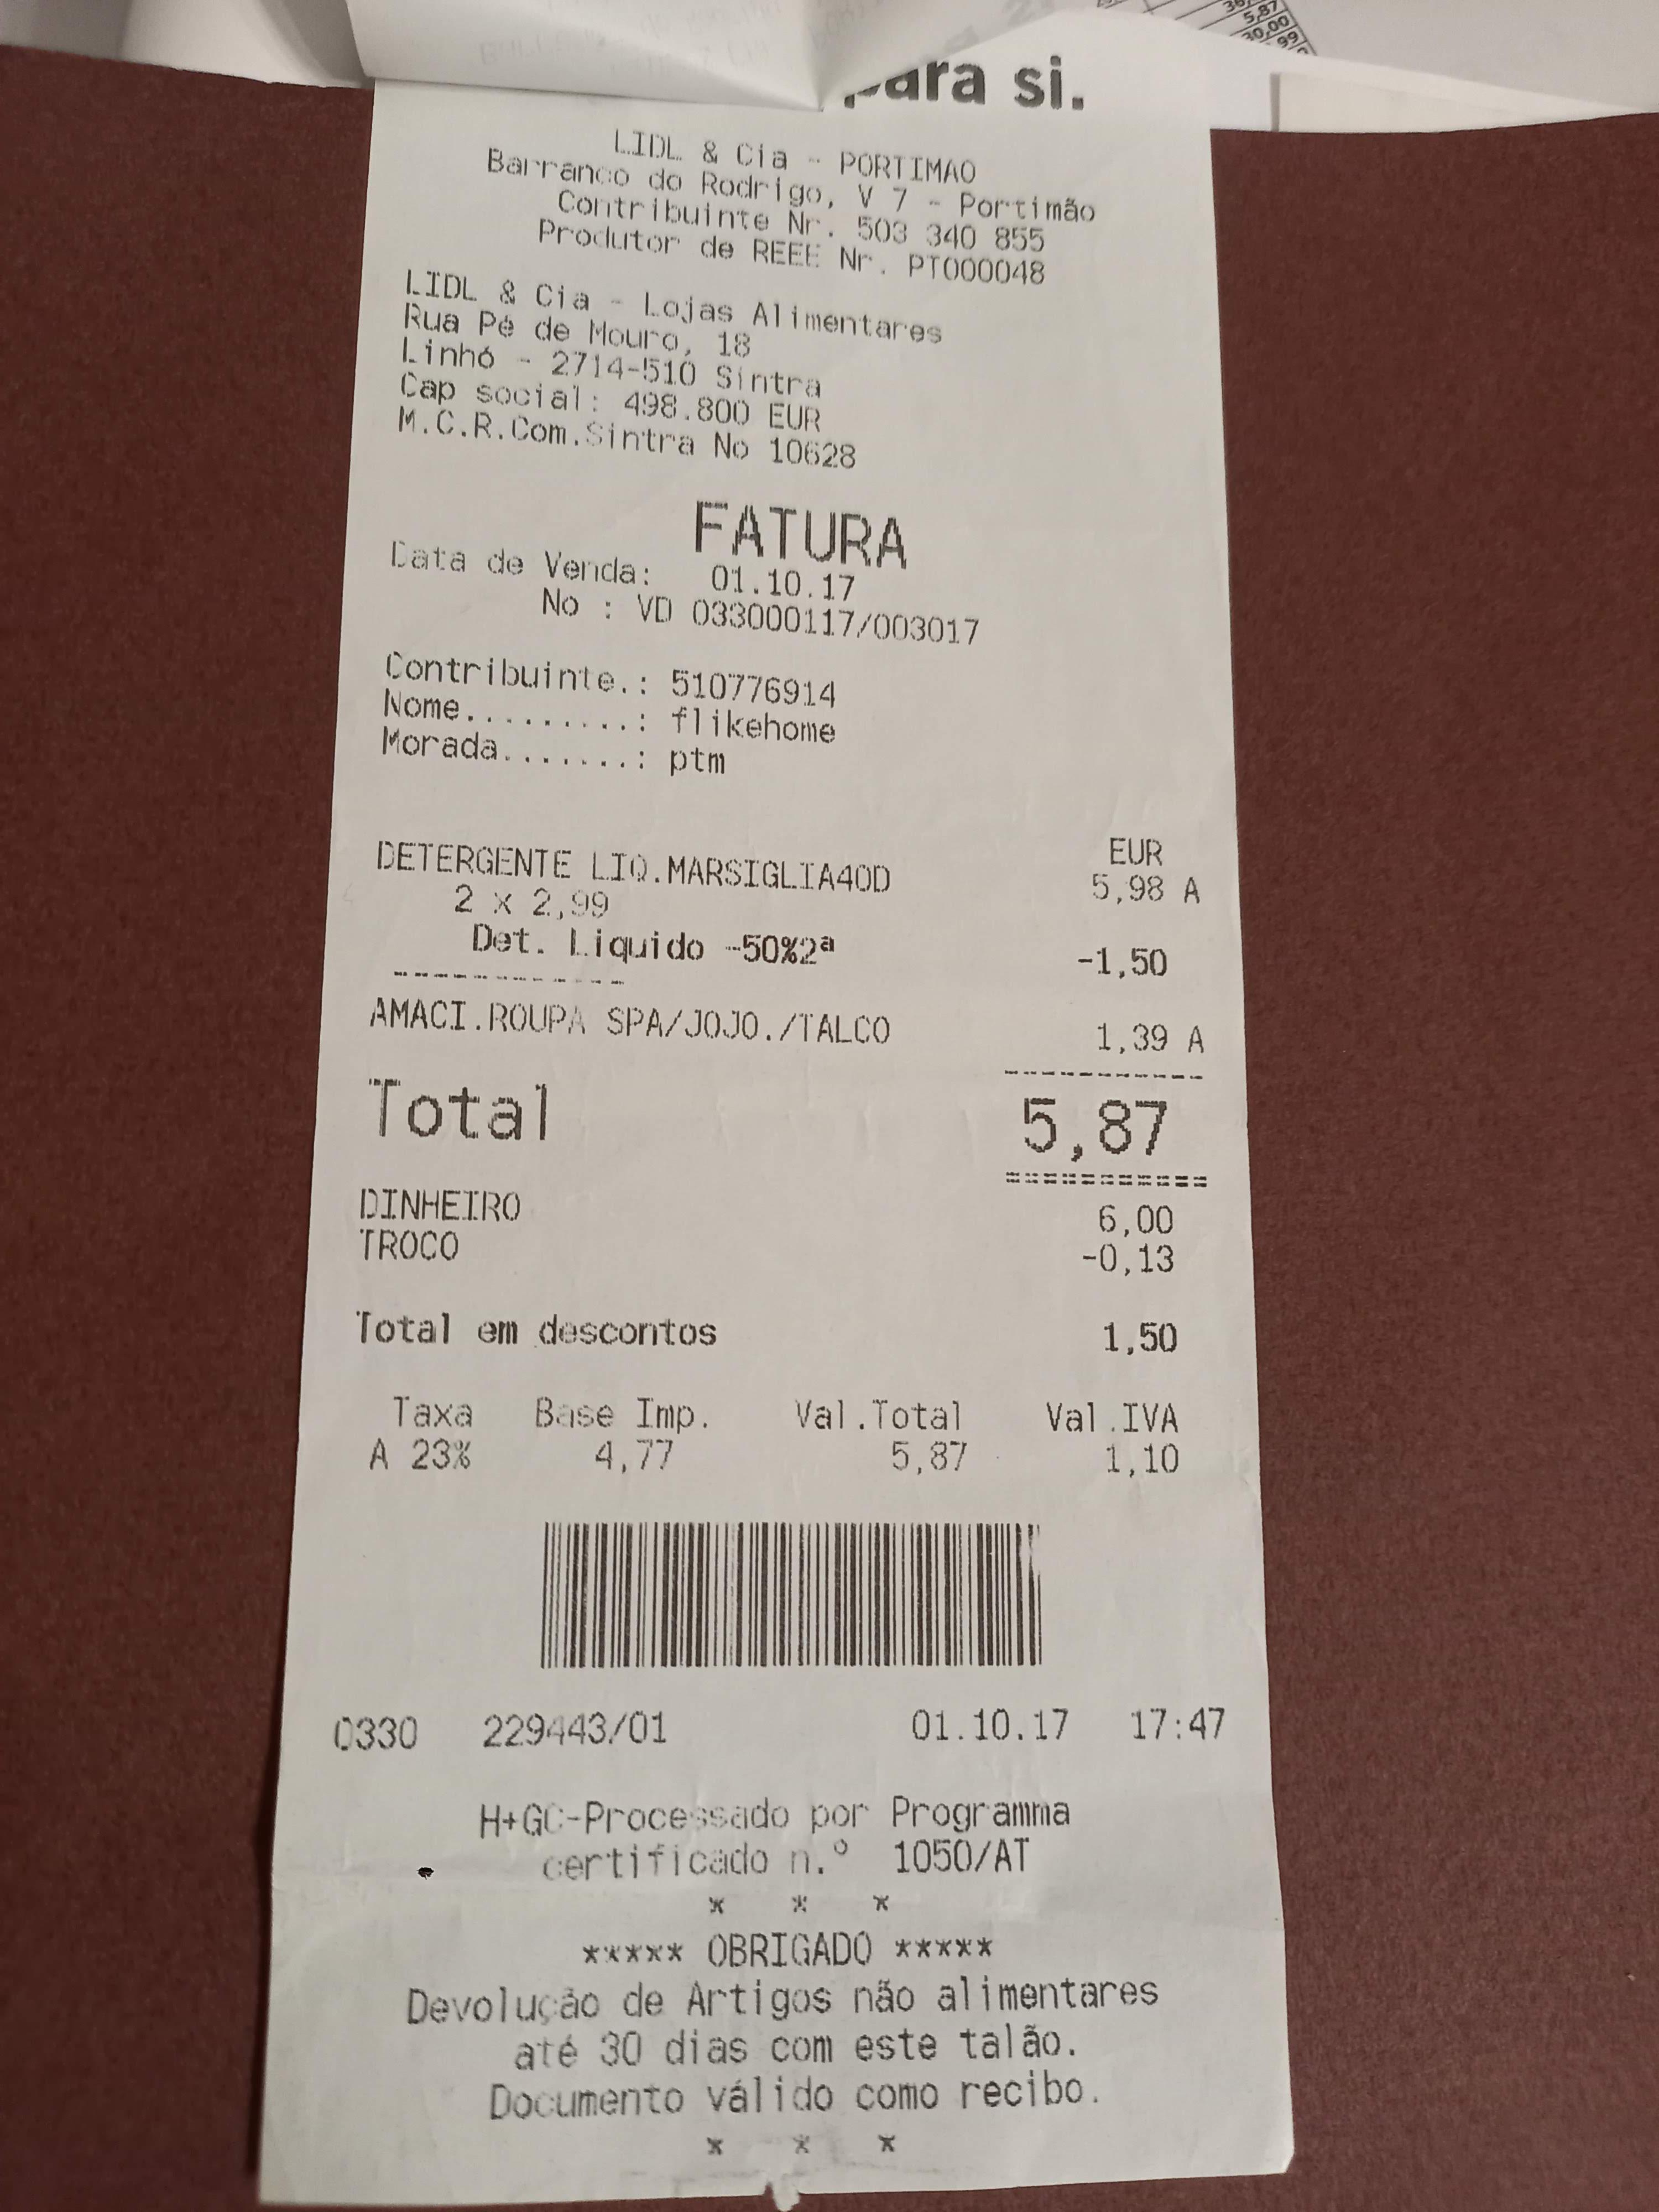 para si.
LIDL & Cia - PORTIMAO
Barranco do Rodrigo, V 7 - Portimão
Contribuinte Nr. 503 340 855
Produtor de REEE Nr. PT000048
LIDL & Cia - Lojas Alimentares
Rua Pé de Mouro, 18
Linhó - 2714-510 Sintra
Cap social: 498.800 EUR
M.C.R.Com.Sintra No 10628
FATURA
Data de Venda: 01.10.17
No : VD 033000117/003017
Contribuinte.: 510776914
Nome.........: flikehome
Morada.......: ptm
EUR
DETERGENTE LIQ.MARSIGLIA40D 5,98 A
2 x 2,99
Det. Liquido -50%2ª -1,50
-------------
AMACI.ROUPA SPA/JOJO./TALCO 1,39 A
-----------
Total 5,87
===========
DINHEIRO 6,00
TROCO -0,13
Total em descontos 1,50
Taxa Base Imp. Val.Total Val.IVA
A 23% 4,77 5,87 1,10
0330 229443/01 01.10.17 17:47
H+GC-Processado por Programa
certificado n.º 1050/AT
* * *
***** OBRIGADO *****
Devolução de Artigos não alimentares
até 30 dias com este talão.
Documento válido como recibo.
* * *